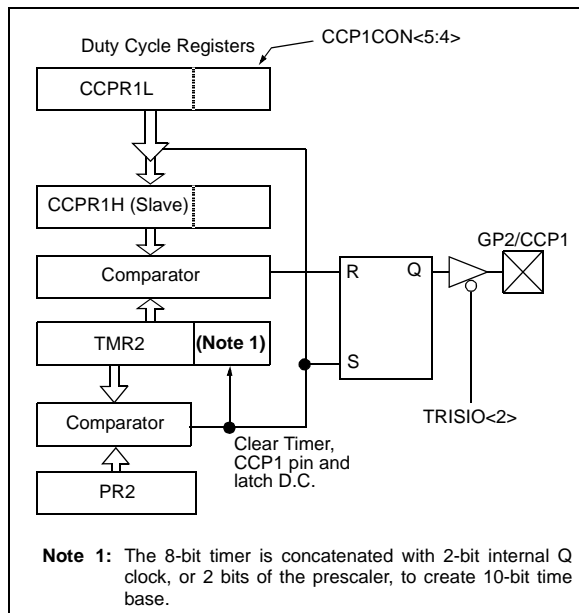 Duty Cycle Registers
CCP1CON<5:4>
CCPR1L
CCPR1H (Slave)
Comparator
TMR2
(Note 1)
Comparator
PR2
R
Q
S
GP2/CCP1
TRISIO<2>
Clear Timer,
CCP1 pin and
latch D.C.
Note 1: The 8-bit timer is concatenated with 2-bit internal Q
clock, or 2 bits of the prescaler, to create 10-bit time
base.